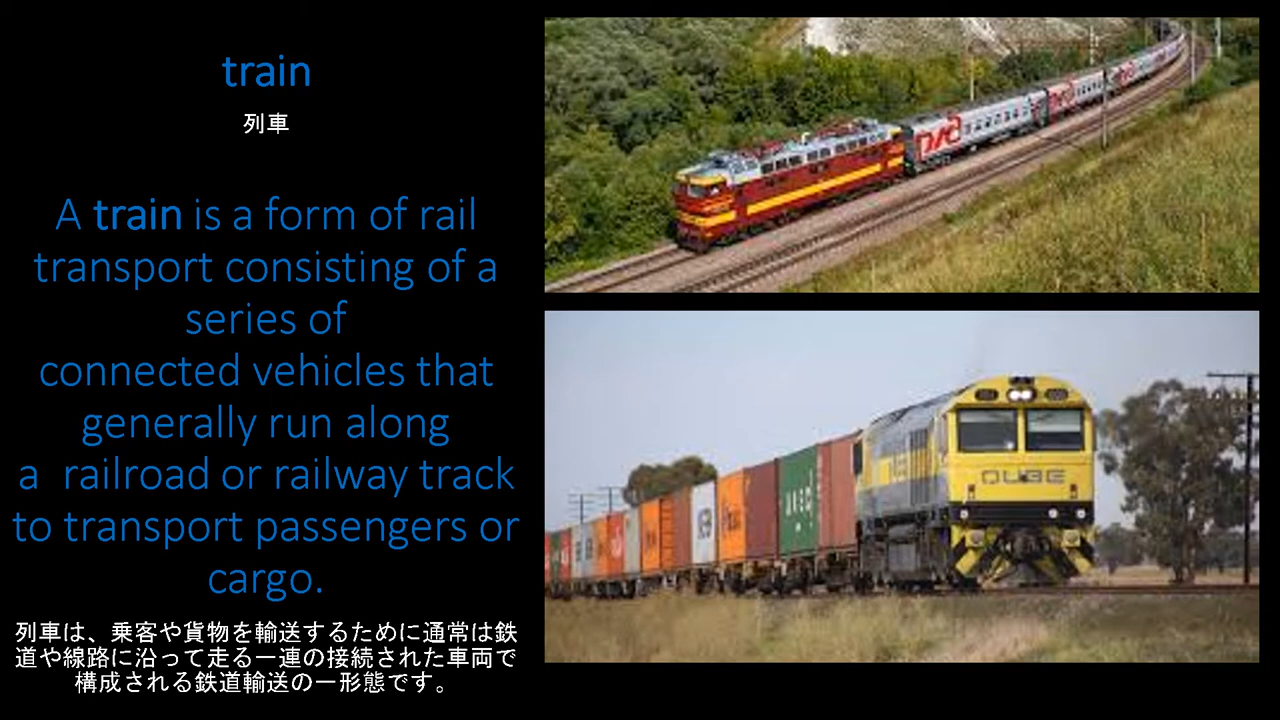 train
列車
A train is a form of rail
transport consisting of a
series of
connected vehicles that
generally run along
a  railroad or railway track
to transport passengers or
cargo.
列車は、乗客や貨物を輸送するために通常は鉄
道や線路に沿って走る一連の接続された車両で
構成される鉄道輸送の一形態です。
QUBE